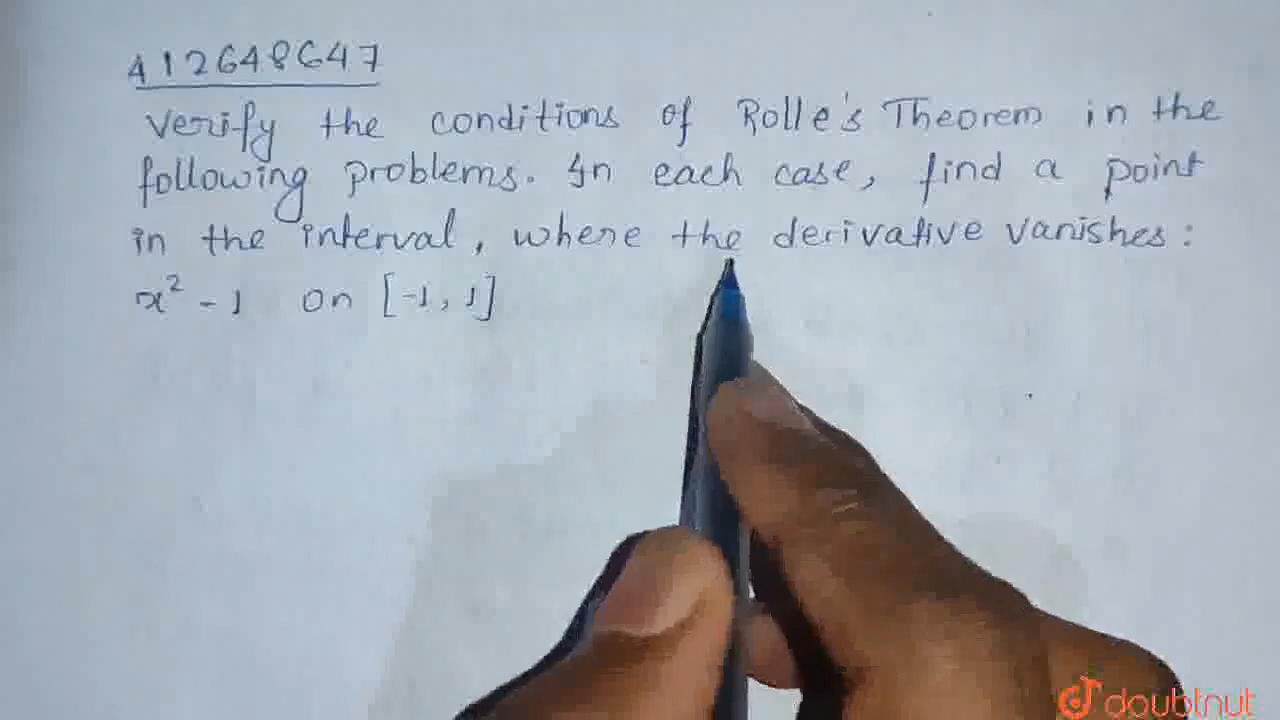 412648647
Verify the conditions of Rolle's Theorem in the
following problems. In each case, find a point
in the interval, where the derivative vanishes:
x² - 1 on [-1, 1]
doubtnut